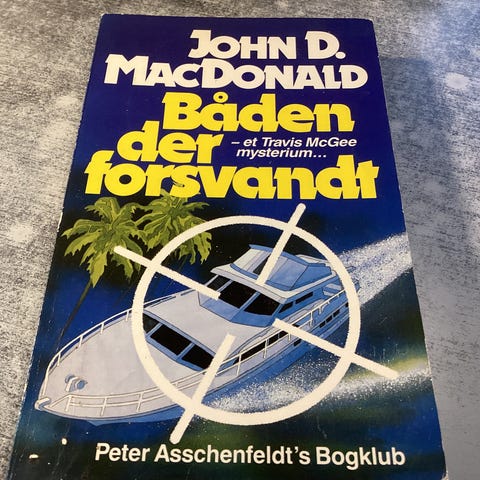 JOHN D.
MACDONALD
Båden
der
– et Travis McGee
mysterium...
forsvandt
Peter Asschenfeldt's Bogklub